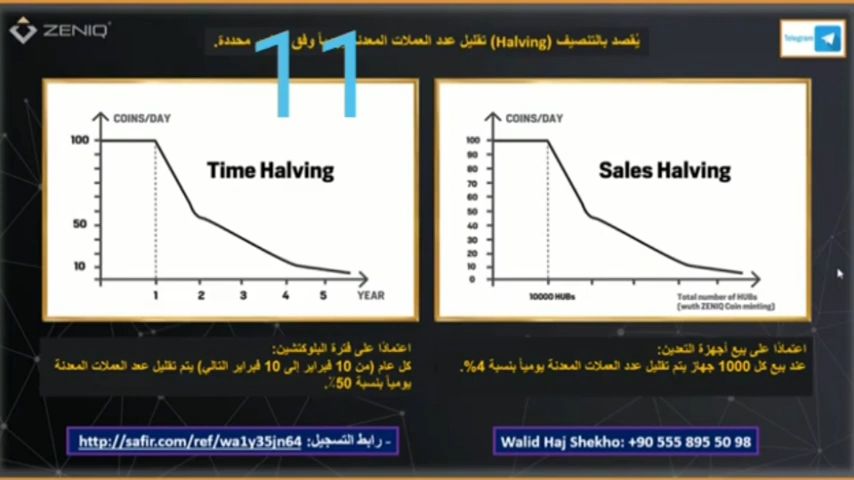 ZENIQ
11
يُقصد بالتنصيف (Halving) تقليل عدد العملات المعدنة يومياً وفق محددة.
Telegram
COINS/DAY
100
50
10
Time Halving
1 2 3 4 5 YEAR
COINS/DAY
100
90
80
70
60
50
40
30
20
10
0
Sales Halving
10000 HUBs
Total number of HUBs
(wuth ZENIQ Coin minting)
اعتمادًا على فترة البلوكتشين:
كل عام (من 10 فبراير إلى 10 فبراير التالي) يتم تقليل عدد العملات المعدنة
يومياً بنسبة 50٪.
اعتمادًا على بيع أجهزة التعدين:
عند بيع كل 1000 جهاز يتم تقليل عدد العملات المعدنة يومياً بنسبة 4%.
- رابط التسجيل: http://safir.com/ref/wa1y35jn64
Walid Haj Shekho: +90 555 895 50 98